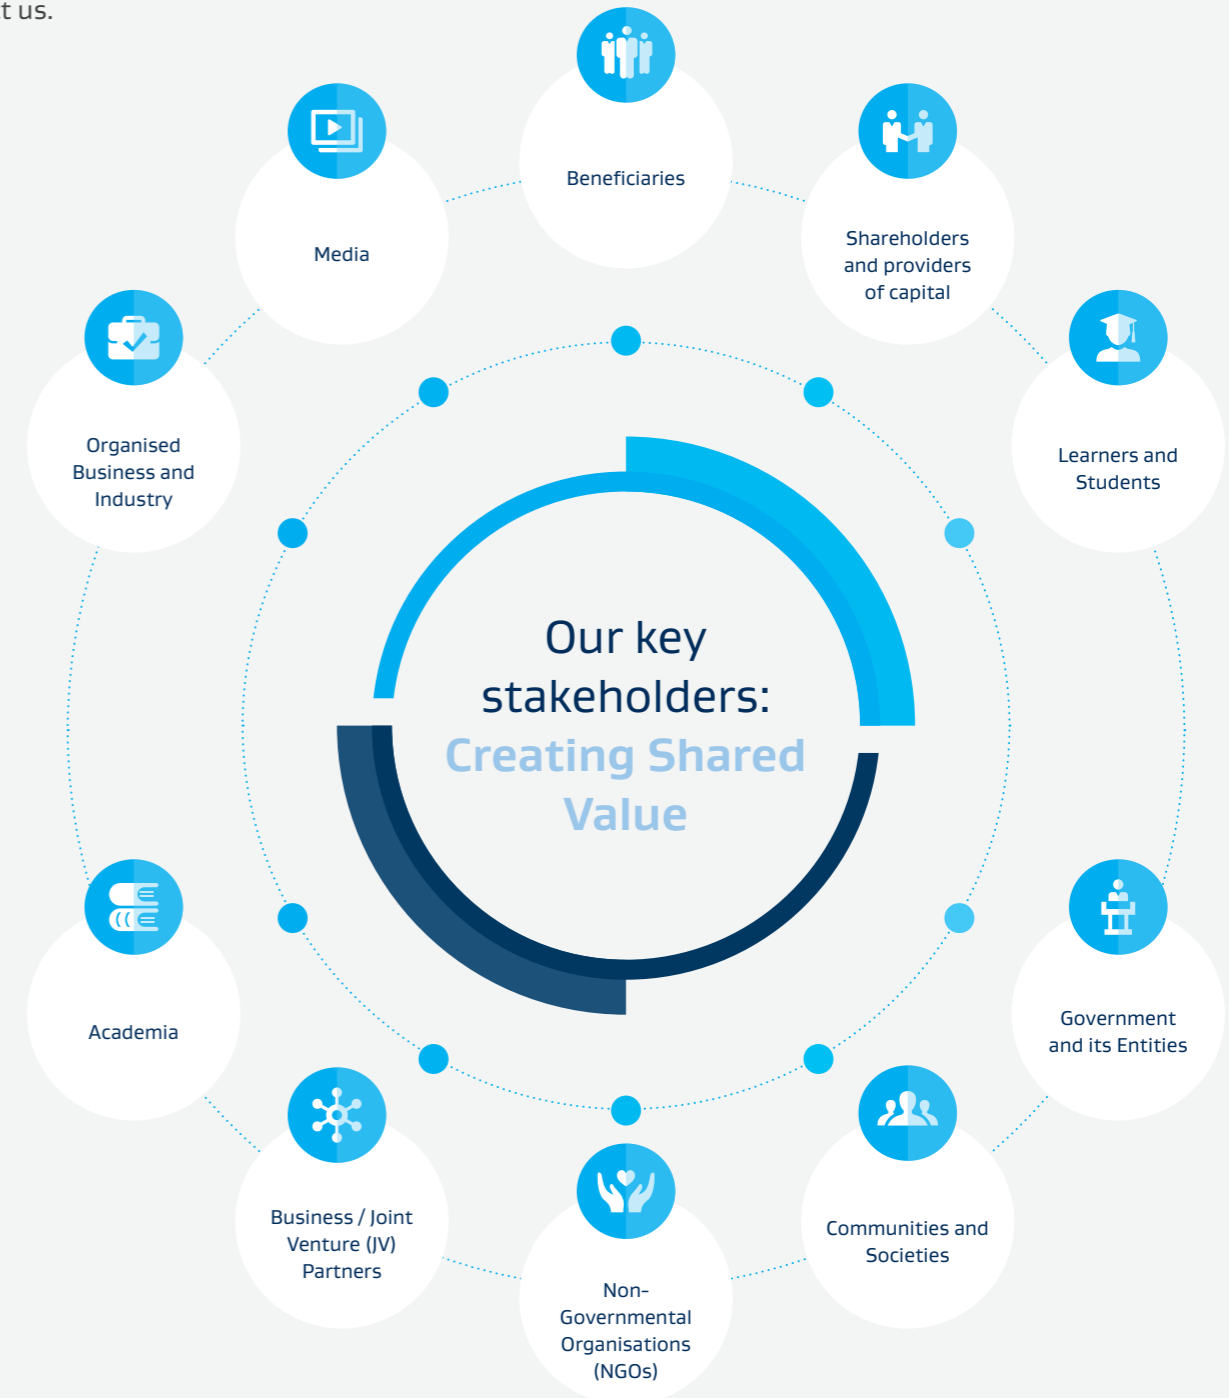 t us.
Beneficiaries
Shareholders
and providers
of capital
Learners and
Students
Government
and its Entities
Communities and
Societies
Non-
Governmental
Organisations
(NGOs)
Business / Joint
Venture (JV)
Partners
Academia
Organised
Business and
Industry
Media
Our key
stakeholders:
Creating Shared
Value